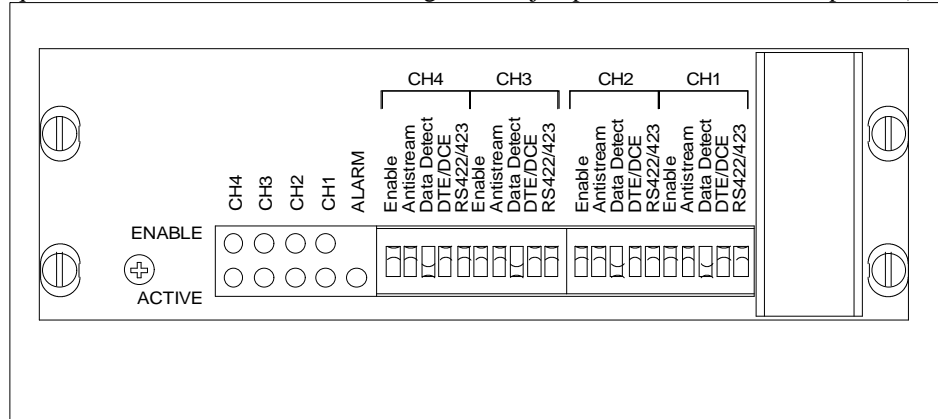 CH4 CH3 CH2 CH1
CH4 CH3 CH2 CH1 ALARM Enable Antistream Data Detect DTE/DCE RS422/423 Enable Antistream Data Detect DTE/DCE RS422/423 Enable Antistream Data Detect DTE/DCE RS422/423 Enable Antistream Data Detect DTE/DCE RS422/423
ENABLE
ACTIVE